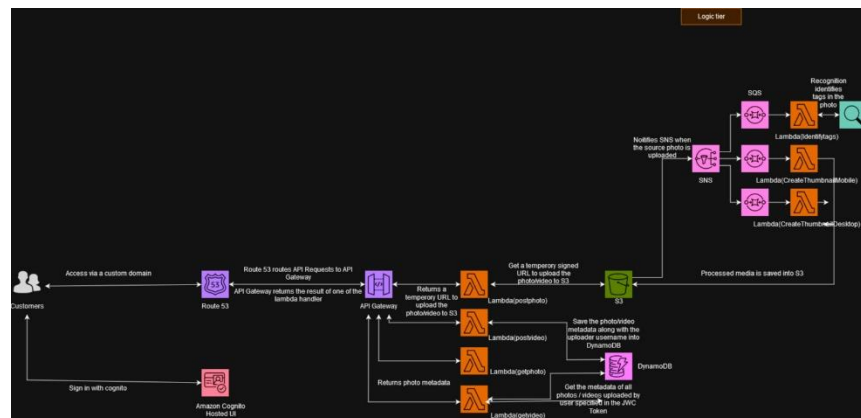 Logic tier
Recognition
identifies
tags in the
photo
SQS
Lambda(Identifytags)
Notifies SNS when
the source photo is
uploaded
SNS
Lambda(CreateThumbnailMobile)
Lambda(CreateThumbnailDesktop)
Access via a custom domain
Route 53 routes API Requests to API
Gateway
API Gateway returns the result of one of the
lambda handler
Get a temporory signed
URL to upload the
photo/video to S3
Processed media is saved into S3
Customers
53
Route 53
API Gateway
Returns a
temporory URL to
upload the
photo/video to S3
Lambda(postphoto)
S3
Lambda(postvideo)
Save the photo/video
metadata along with the
uploader username into
DynamoDB
DynamoDB
Lambda(getphoto)
Sign in with cognito
Amazon Cognito
Hosted UI
Returns photo metadata
Get the metadata of all
photos / videos uploaded by
user specified in the JWC
Token
Lambda(getvideo)